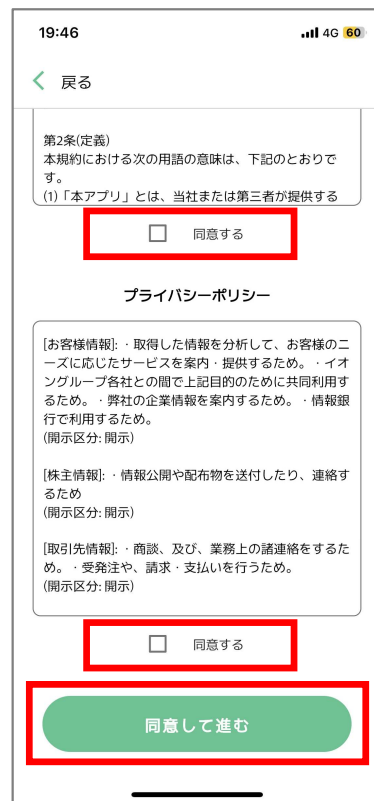 19:46
4G 60
戻る
第2条(定義)
本規約における次の用語の意味は、下記のとおりで
す。
(1)「本アプリ」とは、当社または第三者が提供する
同意する
プライバシーポリシー
[お客様情報]: ・取得した情報を分析して、お客様のニ
ーズに応じたサービスを案内・提供するため。・イオ
ングループ各社との間で上記目的のために共同利用す
るため。・弊社の企業情報を案内するため。・情報銀
行で利用するため。
(開示区分: 開示)
[株主情報]: ・情報公開や配布物を送付したり、連絡す
るため
(開示区分: 開示)
[取引先情報]: ・商談、及び、業務上の諸連絡をするた
め。・受発注や、請求・支払いを行うため。
(開示区分: 開示)
同意する
同意して進む